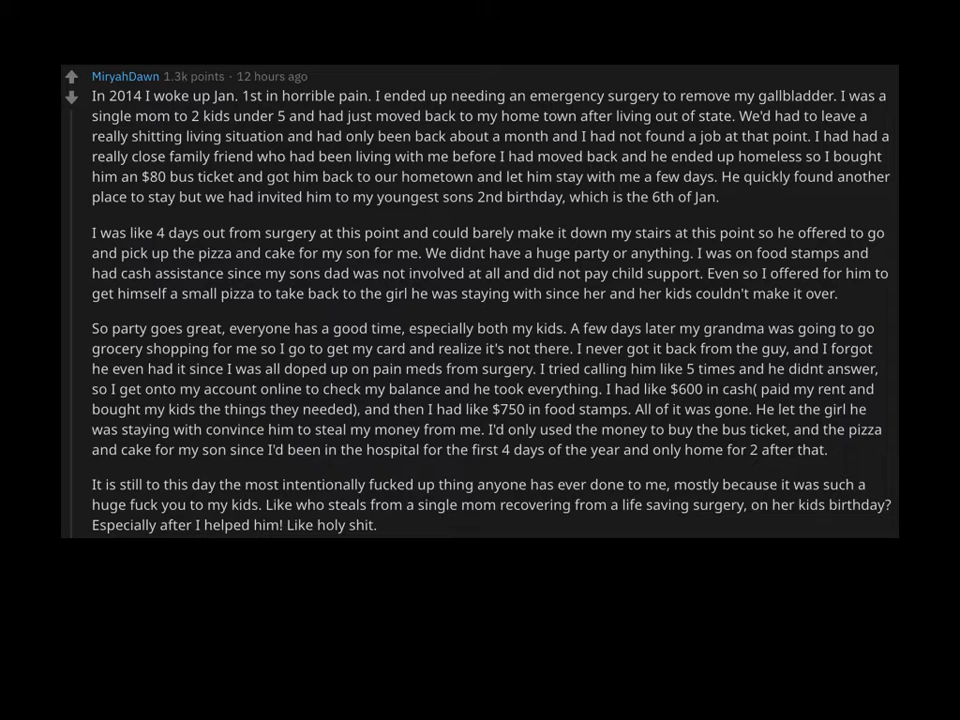 MiryahDawn 1.3k points · 12 hours ago
In 2014 I woke up Jan. 1st in horrible pain. I ended up needing an emergency surgery to remove my gallbladder. I was a
single mom to 2 kids under 5 and had just moved back to my home town after living out of state. We'd had to leave a
really shitting living situation and had only been back about a month and I had not found a job at that point. I had had a
really close family friend who had been living with me before I had moved back and he ended up homeless so I bought
him an $80 bus ticket and got him back to our hometown and let him stay with me a few days. He quickly found another
place to stay but we had invited him to my youngest sons 2nd birthday, which is the 6th of Jan.
I was like 4 days out from surgery at this point and could barely make it down my stairs at this point so he offered to go
and pick up the pizza and cake for my son for me. We didnt have a huge party or anything. I was on food stamps and
had cash assistance since my sons dad was not involved at all and did not pay child support. Even so I offered for him to
get himself a small pizza to take back to the girl he was staying with since her and her kids couldn't make it over.
So party goes great, everyone has a good time, especially both my kids. A few days later my grandma was going to go
grocery shopping for me so I go to get my card and realize it's not there. I never got it back from the guy, and I forgot
he even had it since I was all doped up on pain meds from surgery. I tried calling him like 5 times and he didnt answer,
so I get onto my account online to check my balance and he took everything. I had like $600 in cash( paid my rent and
bought my kids the things they needed), and then I had like $750 in food stamps. All of it was gone. He let the girl he
was staying with convince him to steal my money from me. I'd only used the money to buy the bus ticket, and the pizza
and cake for my son since I'd been in the hospital for the first 4 days of the year and only home for 2 after that.
It is still to this day the most intentionally fucked up thing anyone has ever done to me, mostly because it was such a
huge fuck you to my kids. Like who steals from a single mom recovering from a life saving surgery, on her kids birthday?
Especially after I helped him! Like holy shit.